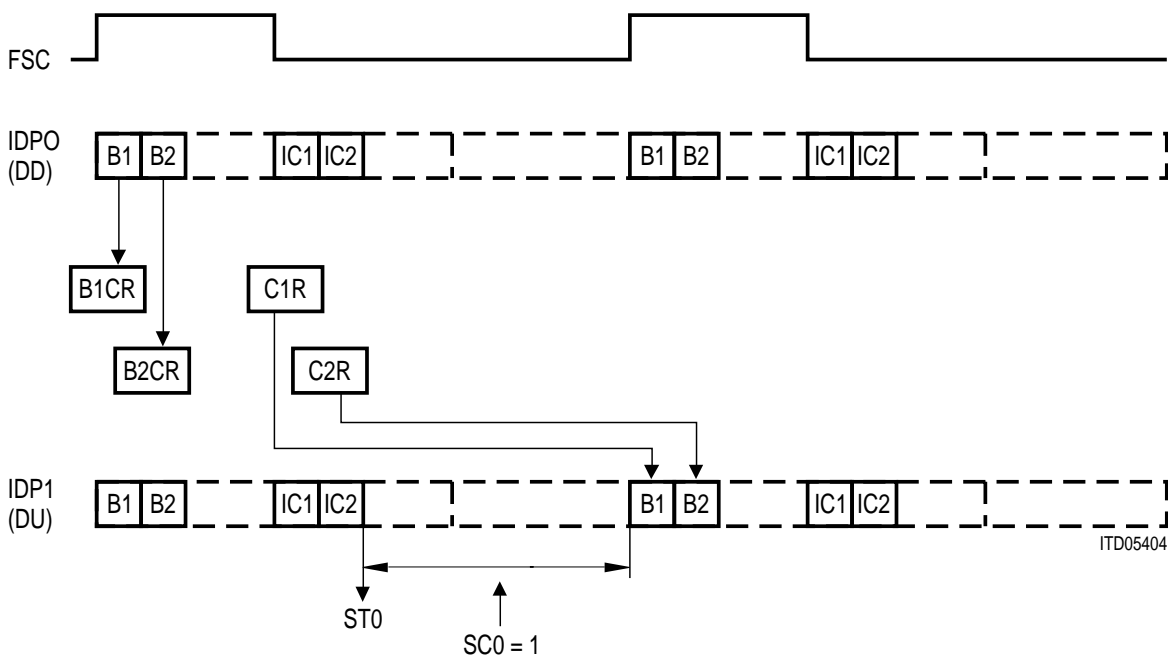 FSC
IDPO
(DD)
B1 B2 IC1 IC2 B1 B2 IC1 IC2
B1CR
C1R
B2CR
C2R
IDP1
(DU)
B1 B2 IC1 IC2 B1 B2 IC1 IC2
ITD05404
ST0
SC0 = 1